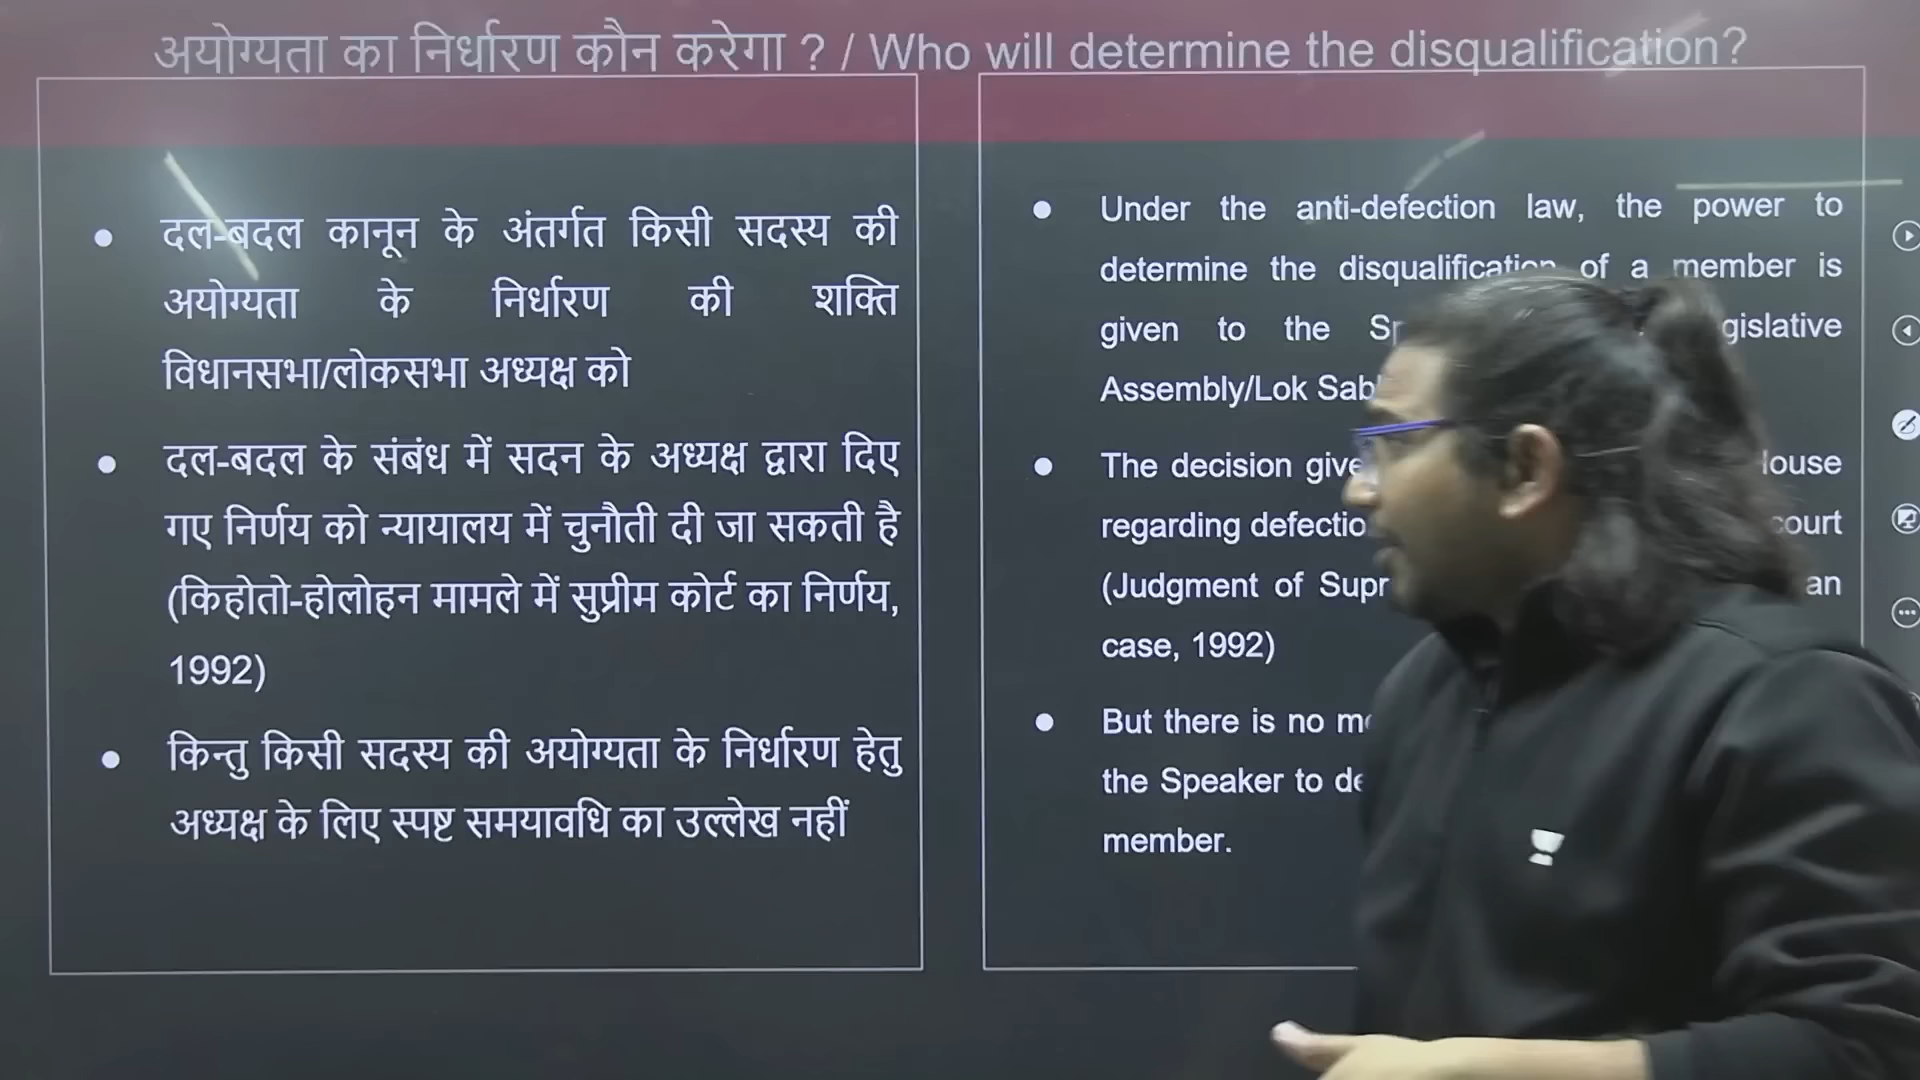 अयोग्यता का निर्धारण कौन करेगा ? / Who will determine the disqualification?
दल-बदल कानून के अंतर्गत किसी सदस्य की
अयोग्यता के निर्धारण की शक्ति
विधानसभा/लोकसभा अध्यक्ष को
दल-बदल के संबंध में सदन के अध्यक्ष द्वारा दिए
गए निर्णय को न्यायालय में चुनौती दी जा सकती है
(किहोतो-होलोहन मामले में सुप्रीम कोर्ट का निर्णय,
1992)
किन्तु किसी सदस्य की अयोग्यता के निर्धारण हेतु
अध्यक्ष के लिए स्पष्ट समयावधि का उल्लेख नहीं
Under the anti-defection law, the power to
determine the disqualification of a member is
given to the
Assembly/Lok
The decision
regarding
court
(Judgment of
case, 1992)
But there is no
the Speaker to
member.